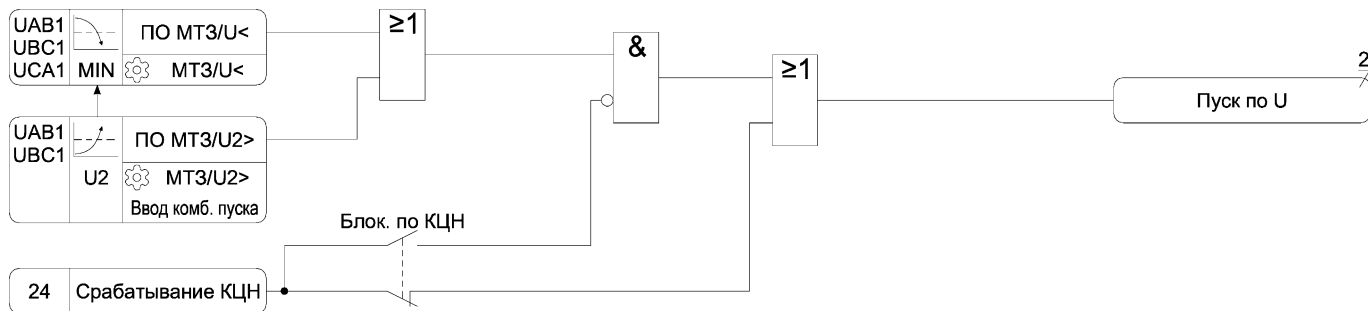 UAB1
UBC1
UCA1
MIN
ПО МТЗ/U<
МТЗ/U<
≥1
&
≥1
2
Пуск по U
UAB1
UBC1
U2
ПО МТЗ/U2>
МТЗ/U2>
Ввод комб. пуска
Блок. по КЦН
24
Срабатывание КЦН